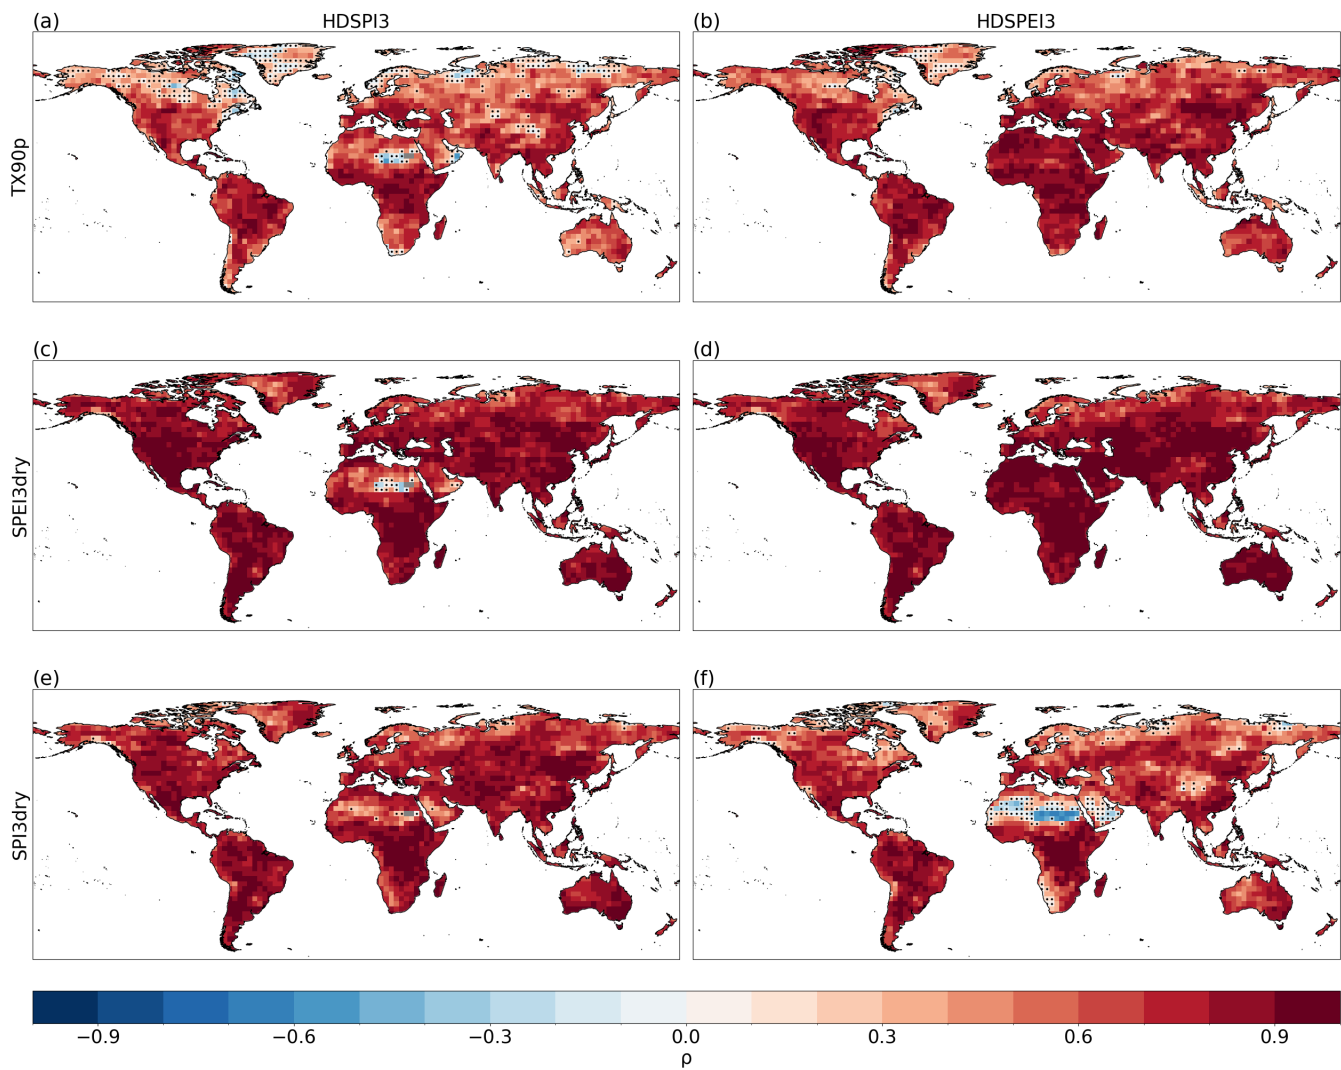 (a) HDSPI3
(b) HDSPEI3
TX90p
(c)
(d)
SPEI3dry
(e)
(f)
SPI3dry
−0.9 −0.6 −0.3 0.0 0.3 0.6 0.9
ρ